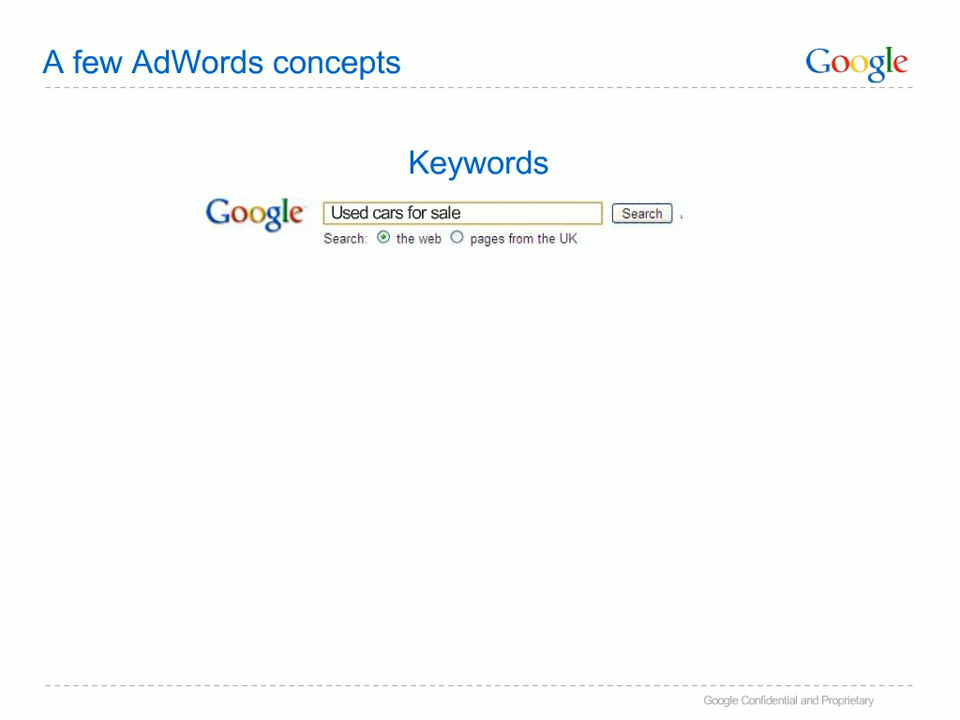 A few AdWords concepts
Google
Keywords
Google Used cars for sale Search
Search: the web pages from the UK
Google Confidential and Proprietary